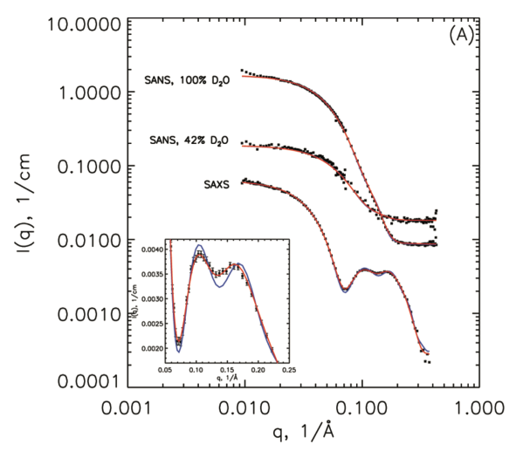 (A)
I(q), 1/cm
10.0000
1.0000
0.1000
0.0100
0.0010
0.0001
SANS, 100% D₂O
SANS, 42% D₂O
SAXS
I(q), 1/cm
0.0040
0.0035
0.0030
0.0025
0.0020
0.05 0.10 0.15 0.20 0.25
q, 1/Å
0.001 0.010 0.100 1.000
q, 1/Å